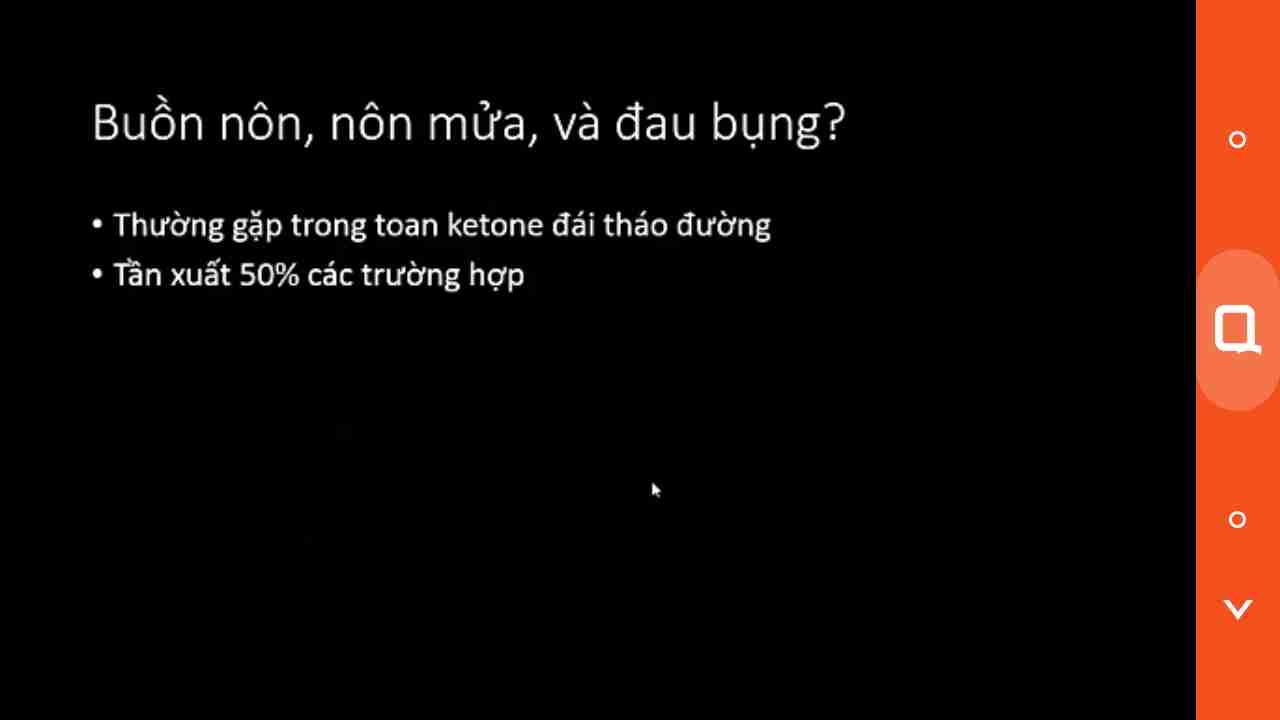 Buồn nôn, nôn mửa, và đau bụng?
• Thường gặp trong toan ketone đái tháo đường
• Tần xuất 50% các trường hợp